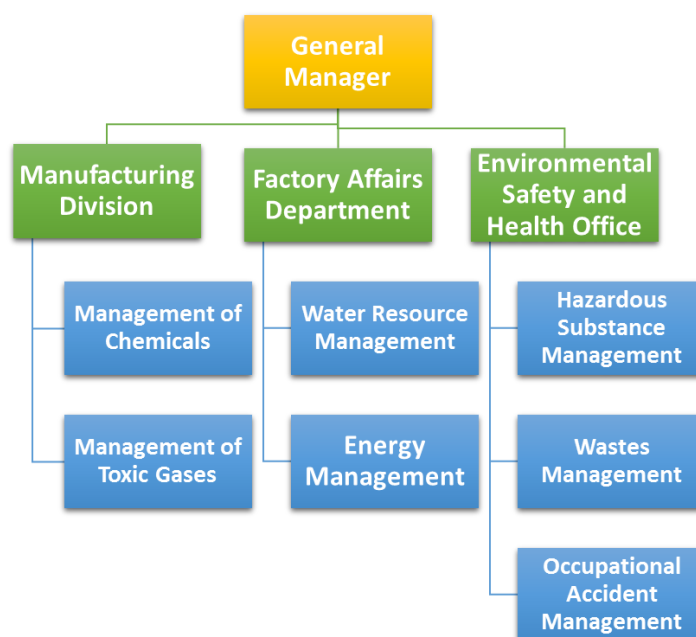 General
Manager
Manufacturing
Division
Factory Affairs
Department
Environmental
Safety and
Health Office
Management of
Chemicals
Water Resource
Management
Hazardous
Substance
Management
Management of
Toxic Gases
Energy
Management
Wastes
Management
Occupational
Accident
Management